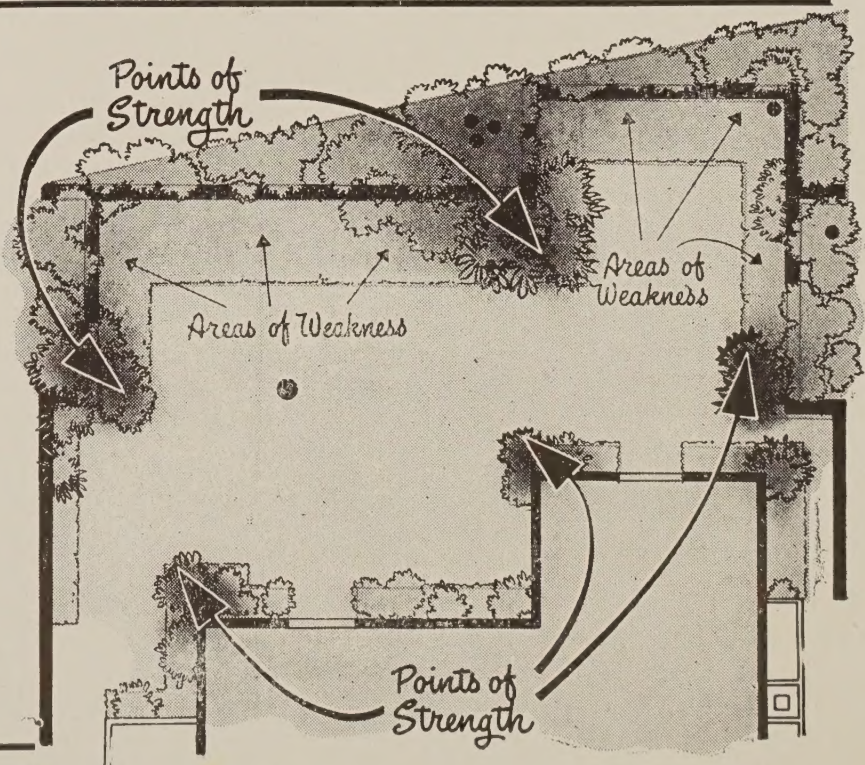 Points of
Strength
Areas of Weakness
Areas of
Weakness
Points of
Strength